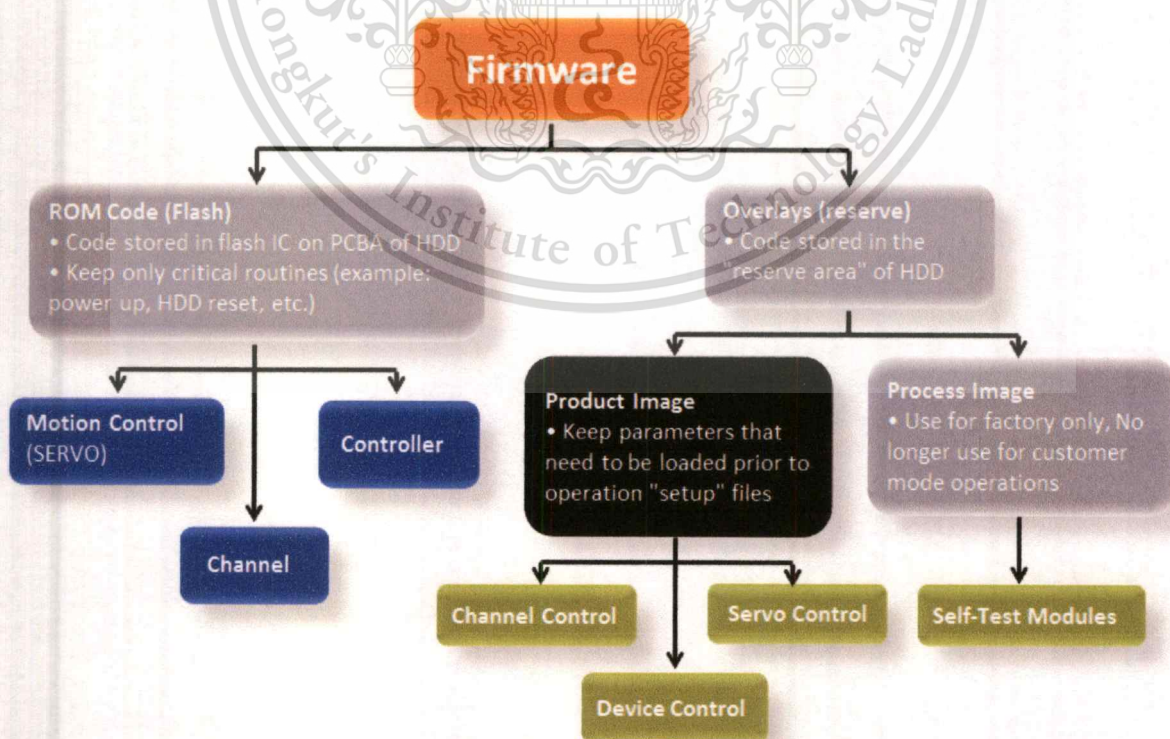 Firmware
ongkut's Institute of Technology Lad
ROM Code (Flash)
• Code stored in flash IC on PCBA of HDD
• Keep only critical routines (example:
power up, HDD reset, etc.)
Overlays (reserve)
• Code stored in the
"reserve area" of HDD
Motion Control
(SERVO)
Channel
Controller
Product Image
• Keep parameters that
need to be loaded prior to
operation "setup" files
Process Image
• Use for factory only, No
longer use for customer
mode operations
Channel Control
Servo Control
Self-Test Modules
Device Control